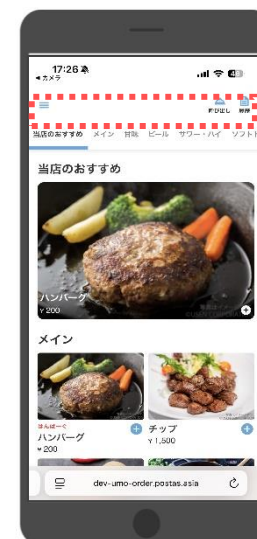 17:26
カメラ
呼び出し 履歴
当店のおすすめ メイン 甘味 ビール サワー・ハイ ソフト
当店のおすすめ
ハンバーグ
¥ 200
メイン
はんばーぐ
ハンバーグ
¥ 200
チップ
¥ 1,500
dev-umo-order.postas.asia